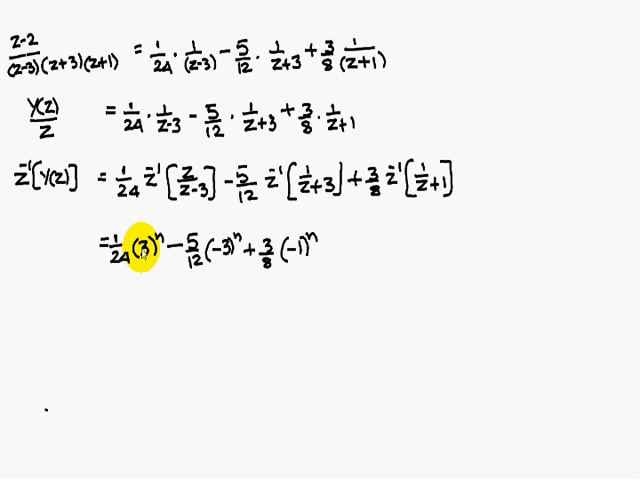 z-2/((z-3)(z+3)(z+1)) = 1/24 · 1/(z-3) - 5/12 · 1/z+3 + 3/8 1/(z+1)
Y(z)/z = 1/24 · 1/z-3 - 5/12 · 1/z+3 + 3/8 · 1/z+1
z⁻¹[Y(z)] = 1/24 z⁻¹[z/z-3] - 5/12 z⁻¹[1/z+3] + 3/8 z⁻¹[1/z+1]
= 1/24 (3)ⁿ - 5/12 (-3)ⁿ + 3/8 (-1)ⁿ